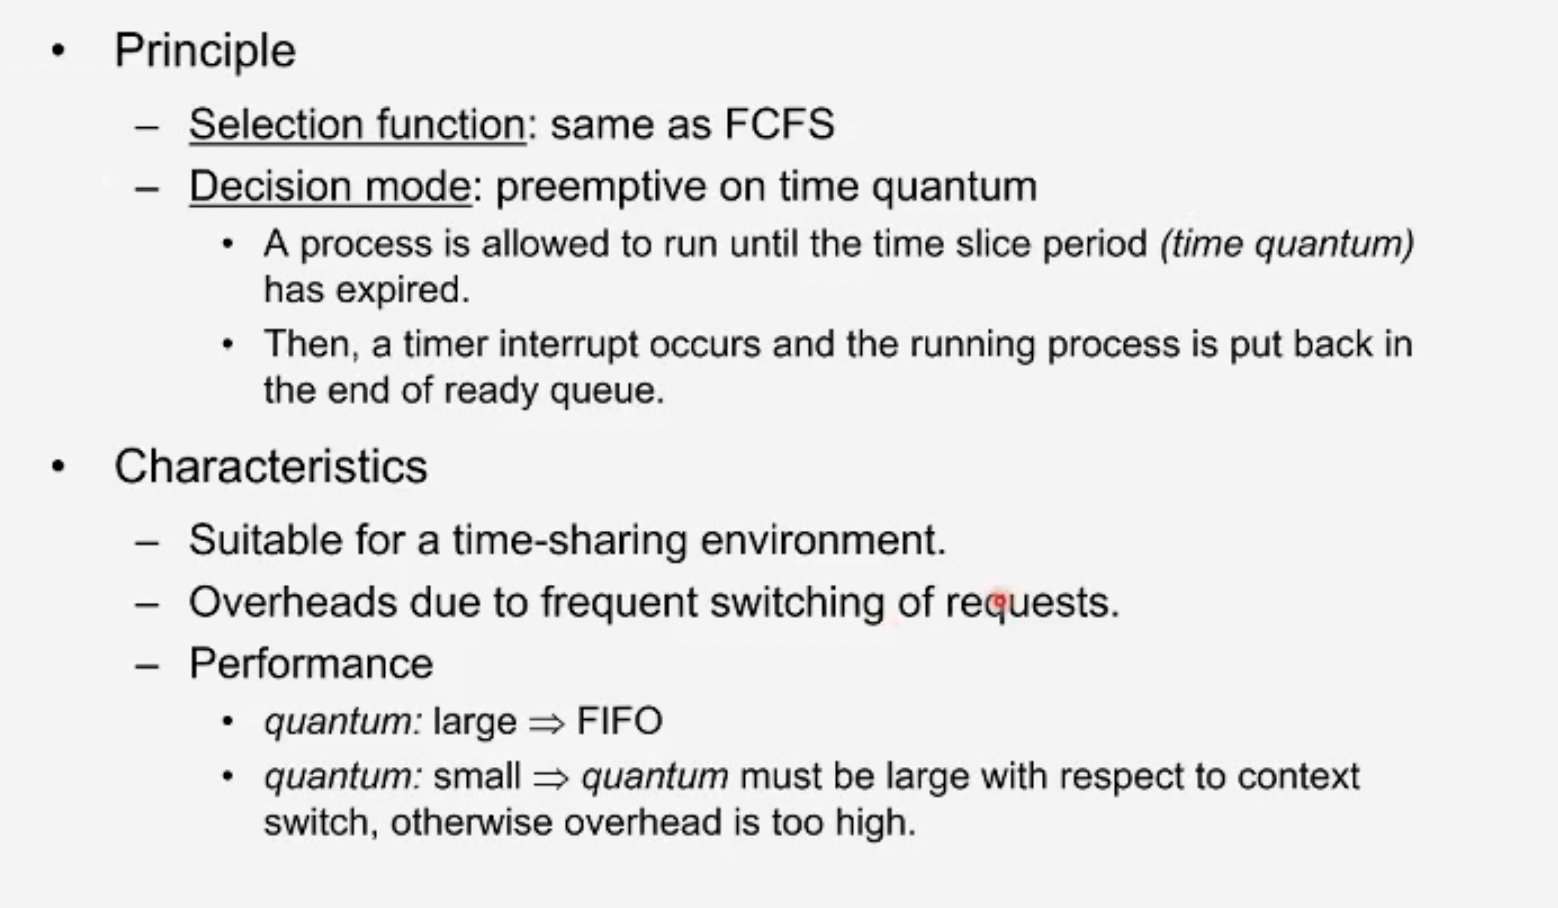 • Principle
– Selection function: same as FCFS
– Decision mode: preemptive on time quantum
• A process is allowed to run until the time slice period (time quantum)
has expired.
• Then, a timer interrupt occurs and the running process is put back in
the end of ready queue.
• Characteristics
– Suitable for a time-sharing environment.
– Overheads due to frequent switching of requests.
– Performance
• quantum: large ⇒ FIFO
• quantum: small ⇒ quantum must be large with respect to context
switch, otherwise overhead is too high.